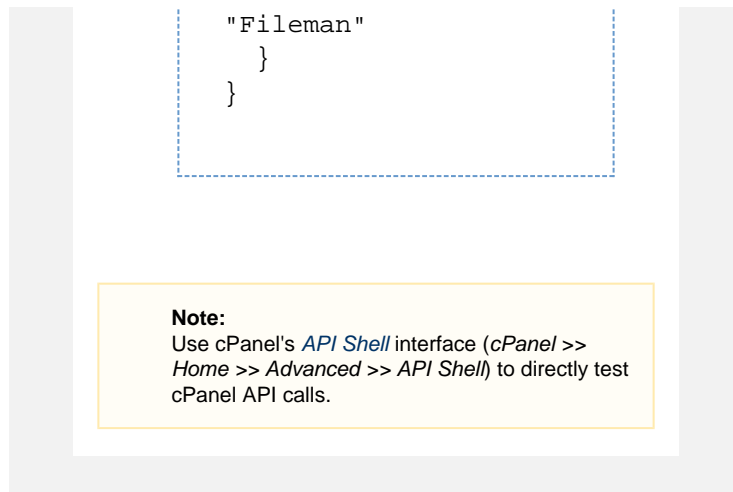 "Fileman"
}
}
Note:
Use cPanel's API Shell interface (cPanel >>
Home >> Advanced >> API Shell) to directly test
cPanel API calls.